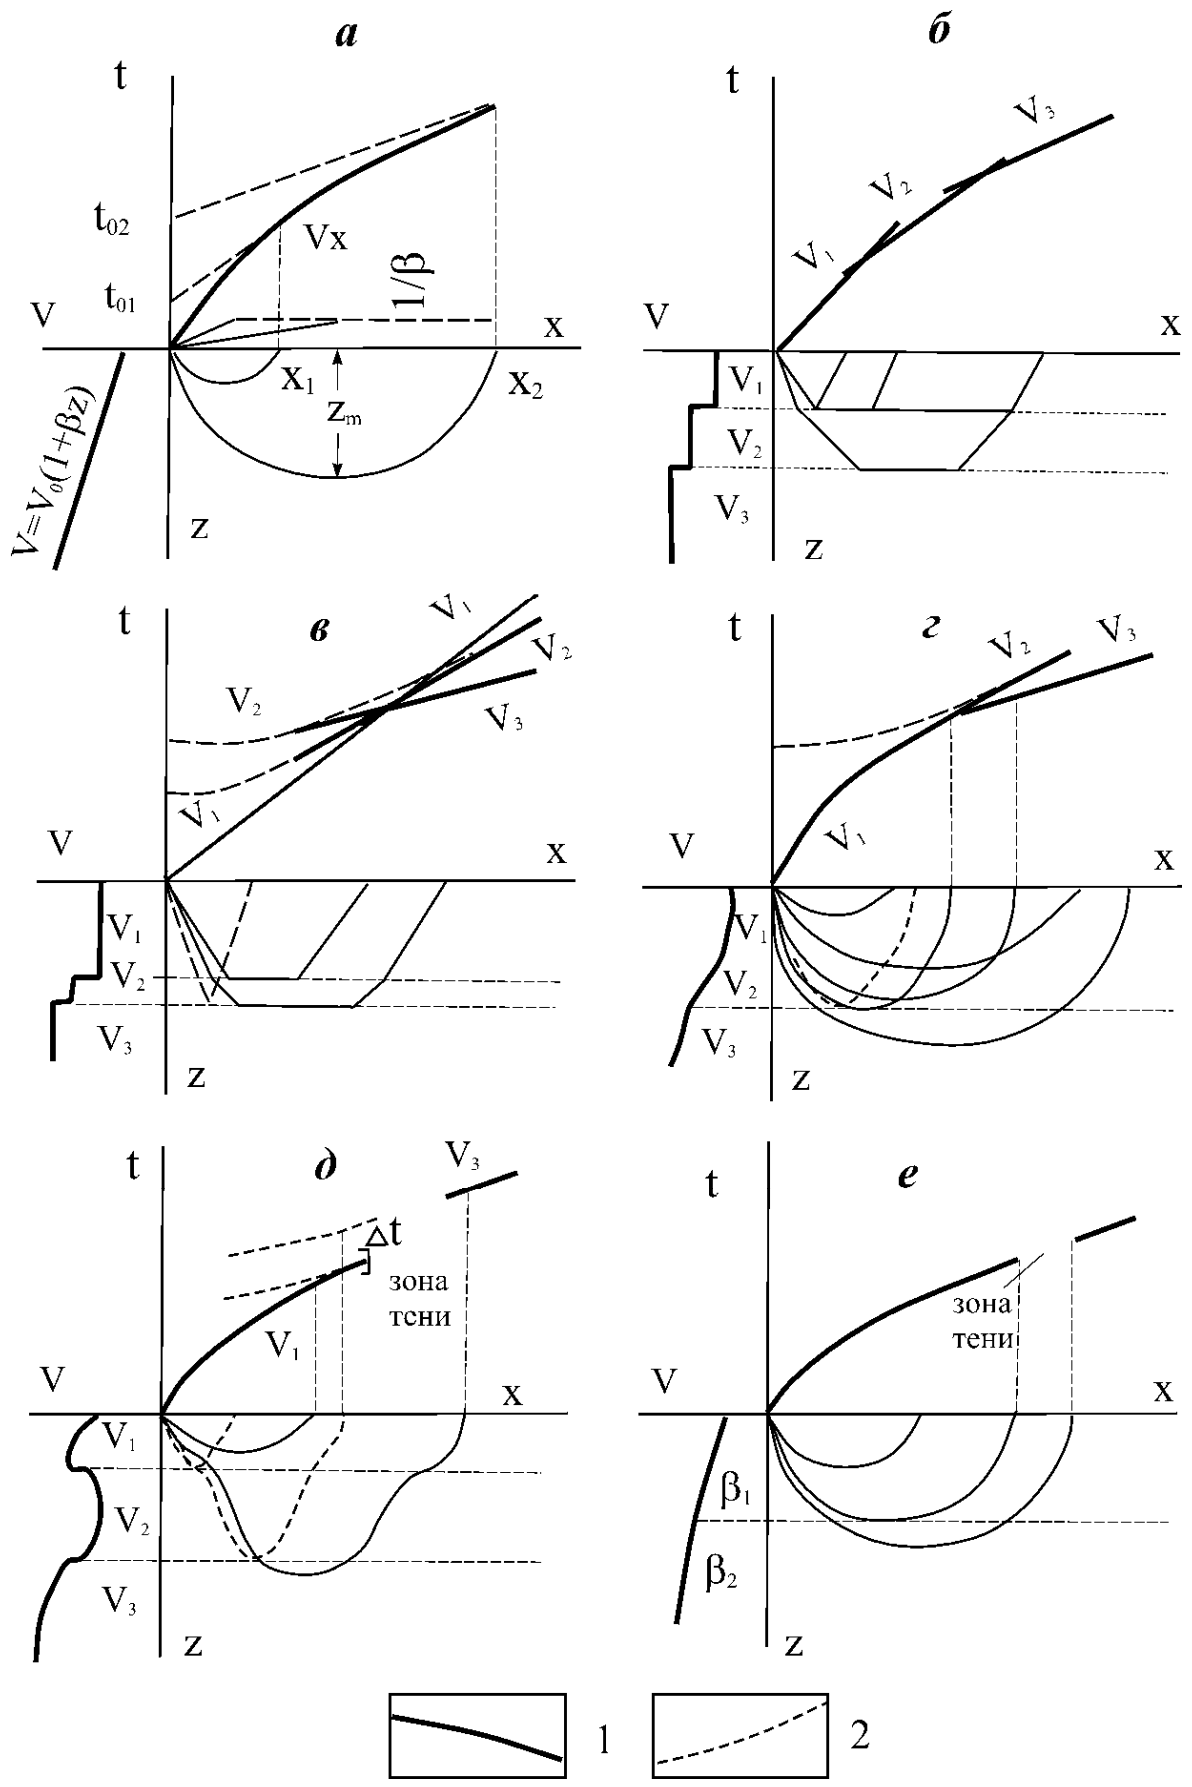 а
t
t₀₂
Vx
t₀₁
1/β
V
x
x₁
x₂
zₘ
V=V₀(1+βz)
z
б
t
V₃
V₂
V₁
V
x
V₁
V₂
V₃
z
в
t
V₁
V₂
V₂
V₃
V₁
V
x
V₁
V₂
V₃
z
г
t
V₂
V₃
V₁
V
x
V₁
V₂
V₃
z
д
t
V₃
Δt
зона
тени
V₁
V
x
V₁
V₂
V₃
z
е
t
зона
тени
V
x
β₁
β₂
z
1
2